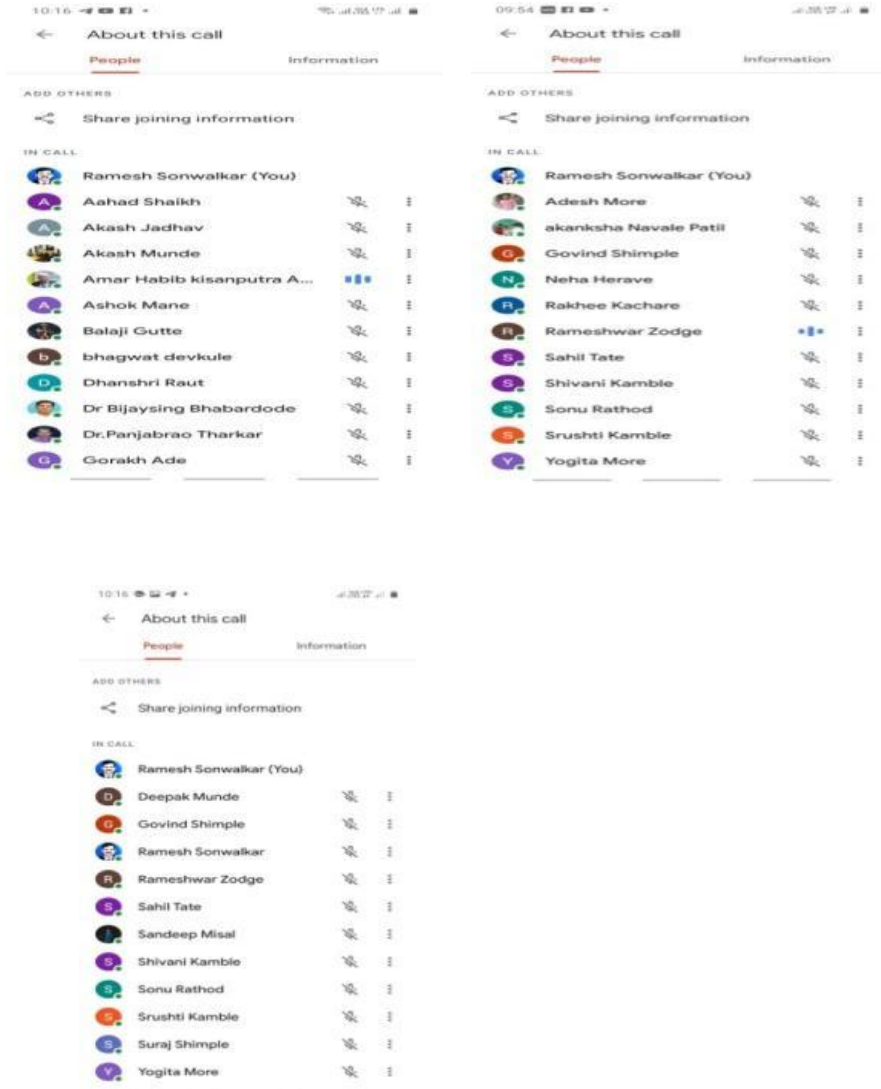 10:16
About this call
People Information
ADD OTHERS
Share joining information
IN CALL
Ramesh Sonwalkar (You)
A Aahad Shaikh
A Akash Jadhav
Akash Munde
Amar Habib kisanputra A...
A Ashok Mane
Balaji Gutte
b bhagwat devkule
D Dhanshri Raut
Dr Bijaysing Bhabardode
Dr.Panjabrao Tharkar
G Gorakh Ade
09:54
About this call
People Information
ADD OTHERS
Share joining information
IN CALL
Ramesh Sonwalkar (You)
Adesh More
akanksha Navale Patil
G Govind Shimple
N Neha Herave
R Rakhee Kachare
R Rameshwar Zodge
S Sahil Tate
S Shivani Kamble
S Sonu Rathod
S Srushti Kamble
Y Yogita More
10:16
About this call
People Information
ADD OTHERS
Share joining information
IN CALL
Ramesh Sonwalkar (You)
D Deepak Munde
G Govind Shimple
Ramesh Sonwalkar
R Rameshwar Zodge
S Sahil Tate
Sandeep Misal
S Shivani Kamble
S Sonu Rathod
S Srushti Kamble
S Suraj Shimple
Y Yogita More